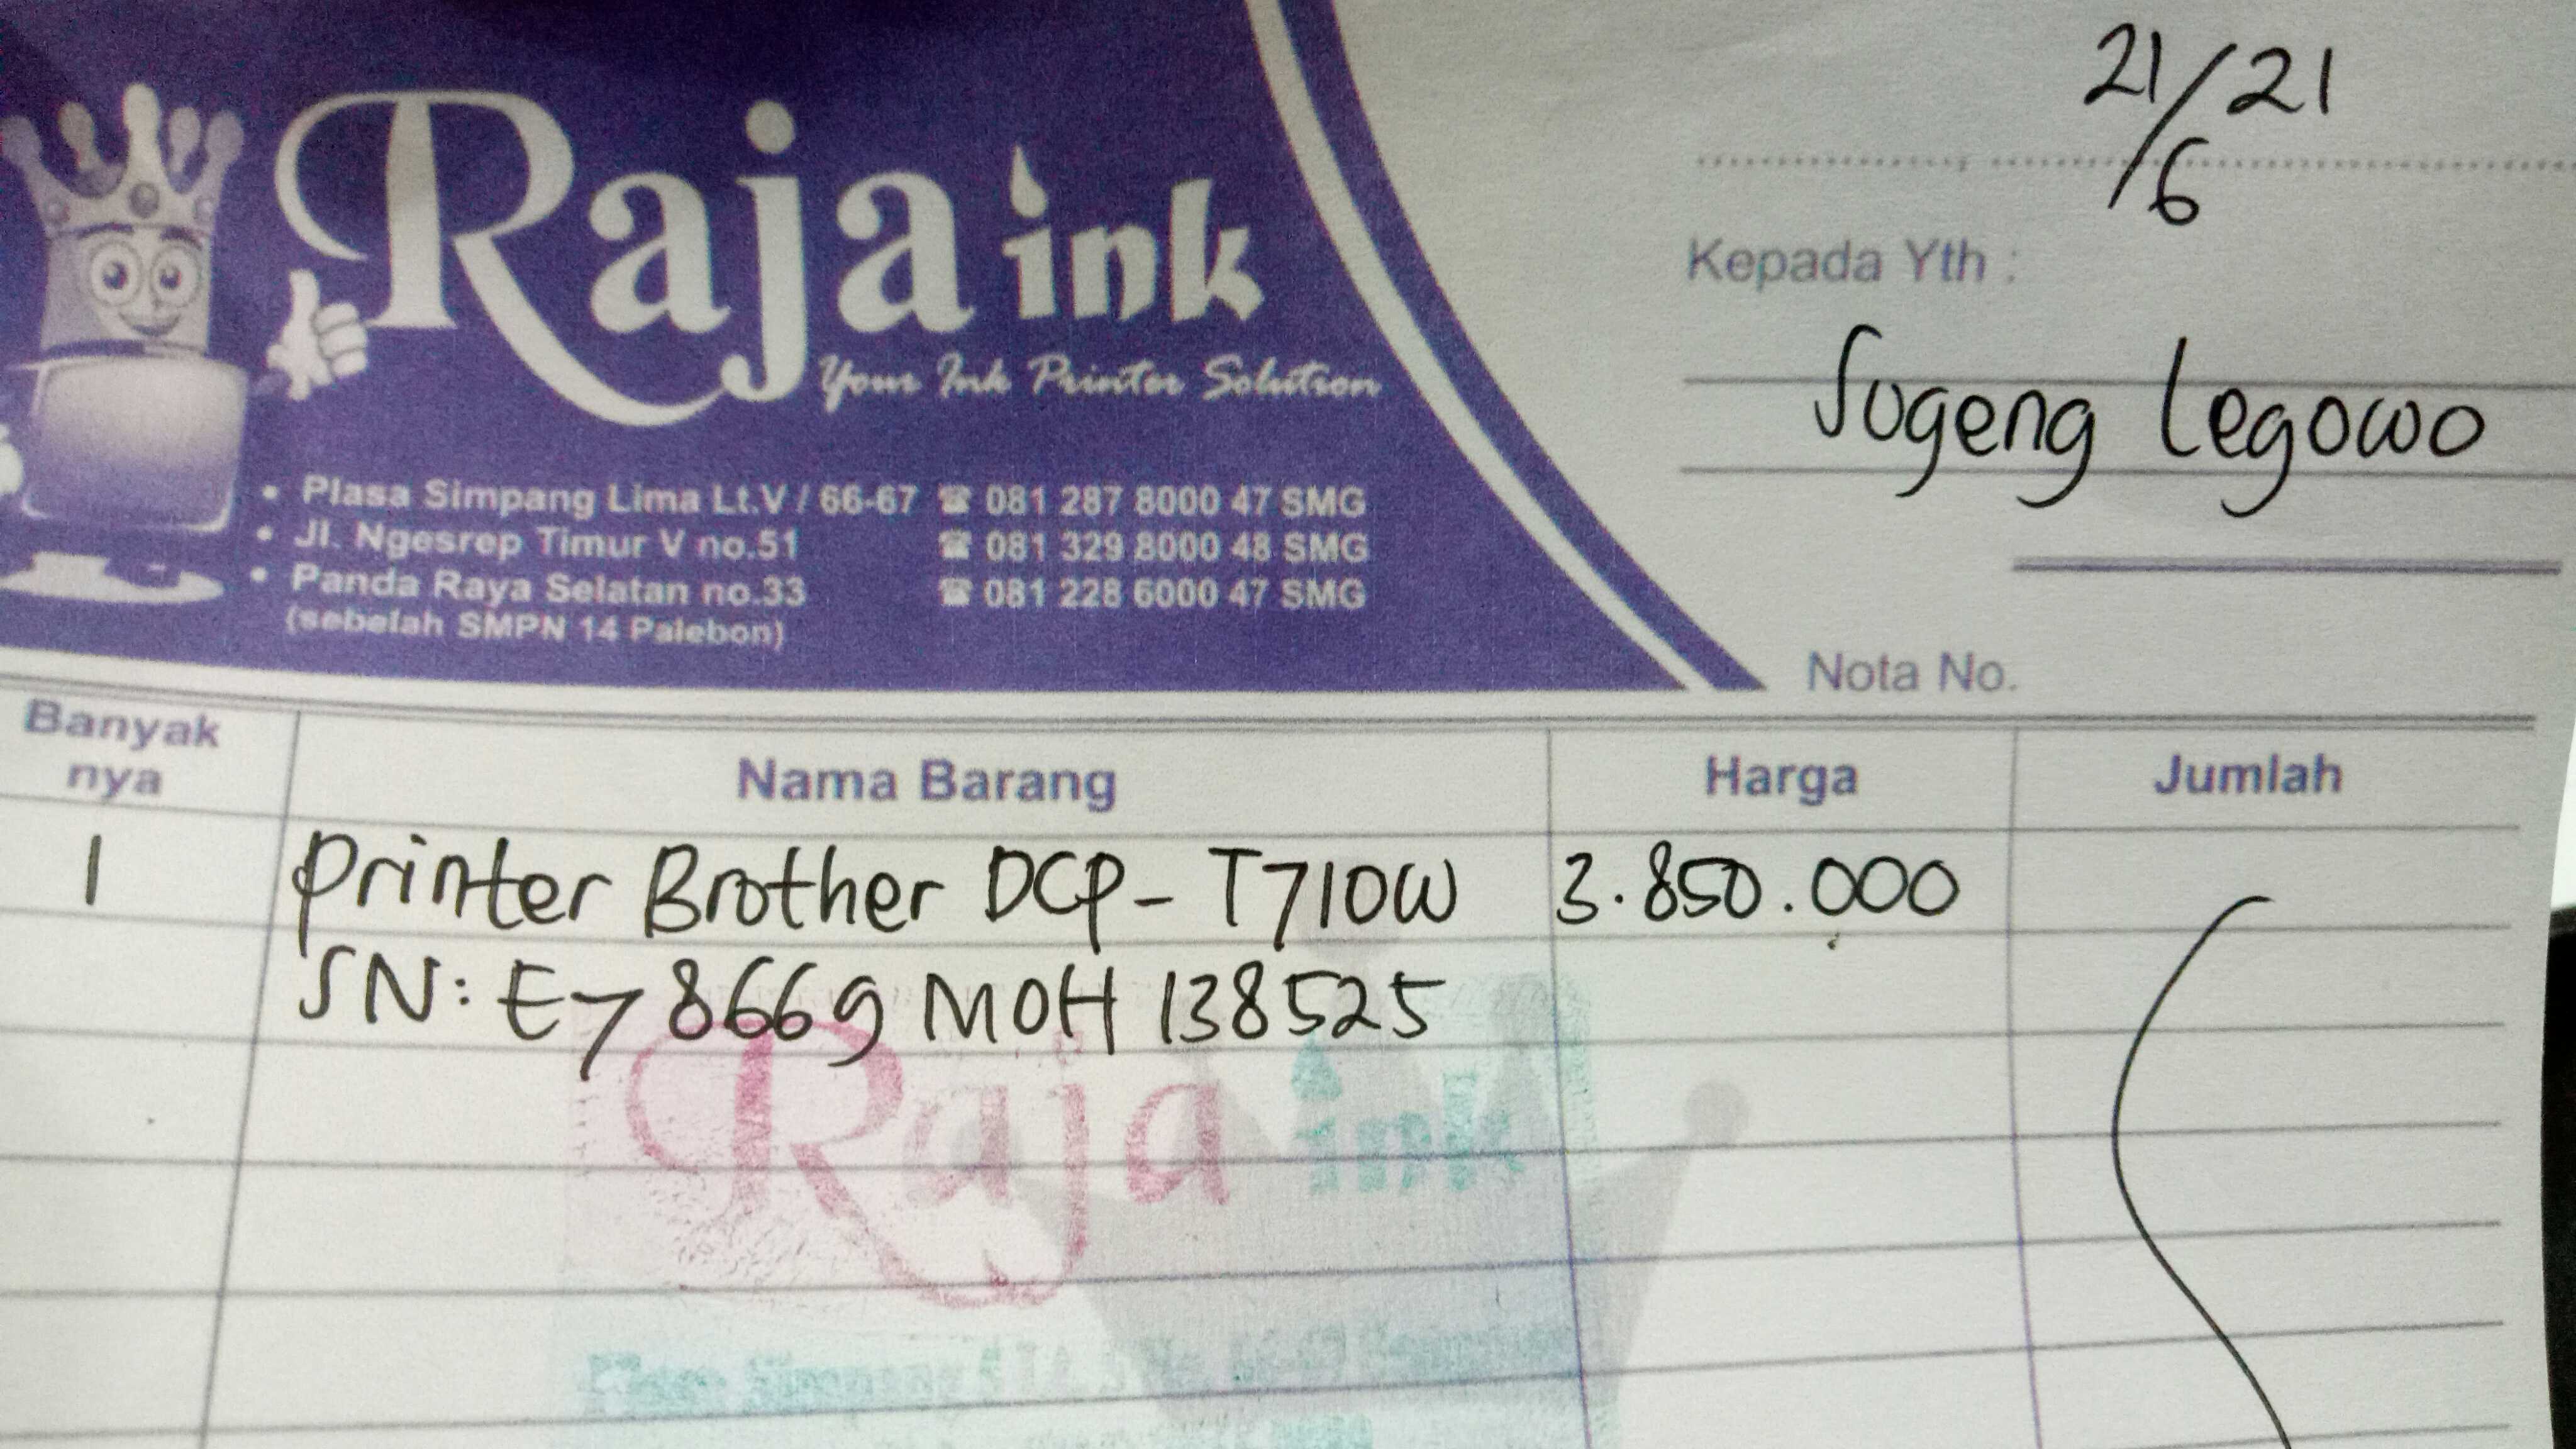 Raja ink
Your Ink Printer Solution
• Plasa Simpang Lima Lt.V / 66-67 ☎ 081 287 8000 47 SMG
• Jl. Ngesrep Timur V no.51 ☎ 081 329 8000 48 SMG
• Panda Raya Selatan no.33 ☎ 081 228 6000 47 SMG
(sebelah SMPN 14 Palebon)
21/6 21
Kepada Yth :
Sugeng Legowo
Nota No.
Banyak nya Nama Barang Harga Jumlah
1 Printer Brother DCP-T710W 3.850.000
SN: E78669 MOH 138525
Raja ink